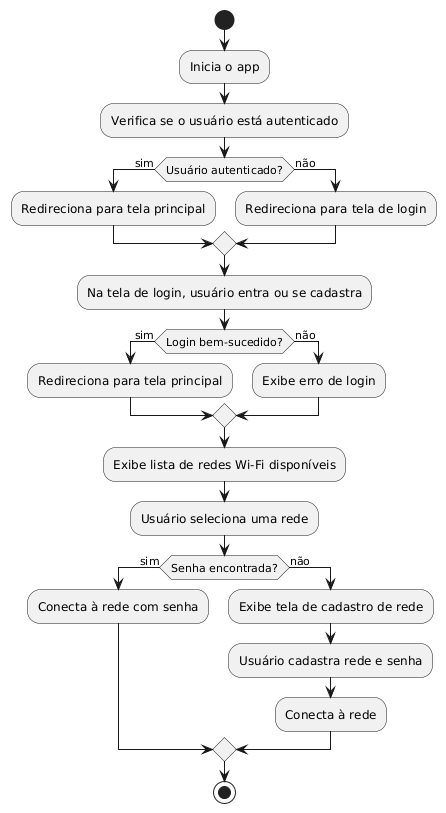 Inicia o app
Verifica se o usuário está autenticado
sim
Usuário autenticado?
não
Redireciona para tela principal
Redireciona para tela de login
Na tela de login, usuário entra ou se cadastra
sim
Login bem-sucedido?
não
Redireciona para tela principal
Exibe erro de login
Exibe lista de redes Wi-Fi disponíveis
Usuário seleciona uma rede
sim
Senha encontrada?
não
Conecta à rede com senha
Exibe tela de cadastro de rede
Usuário cadastra rede e senha
Conecta à rede